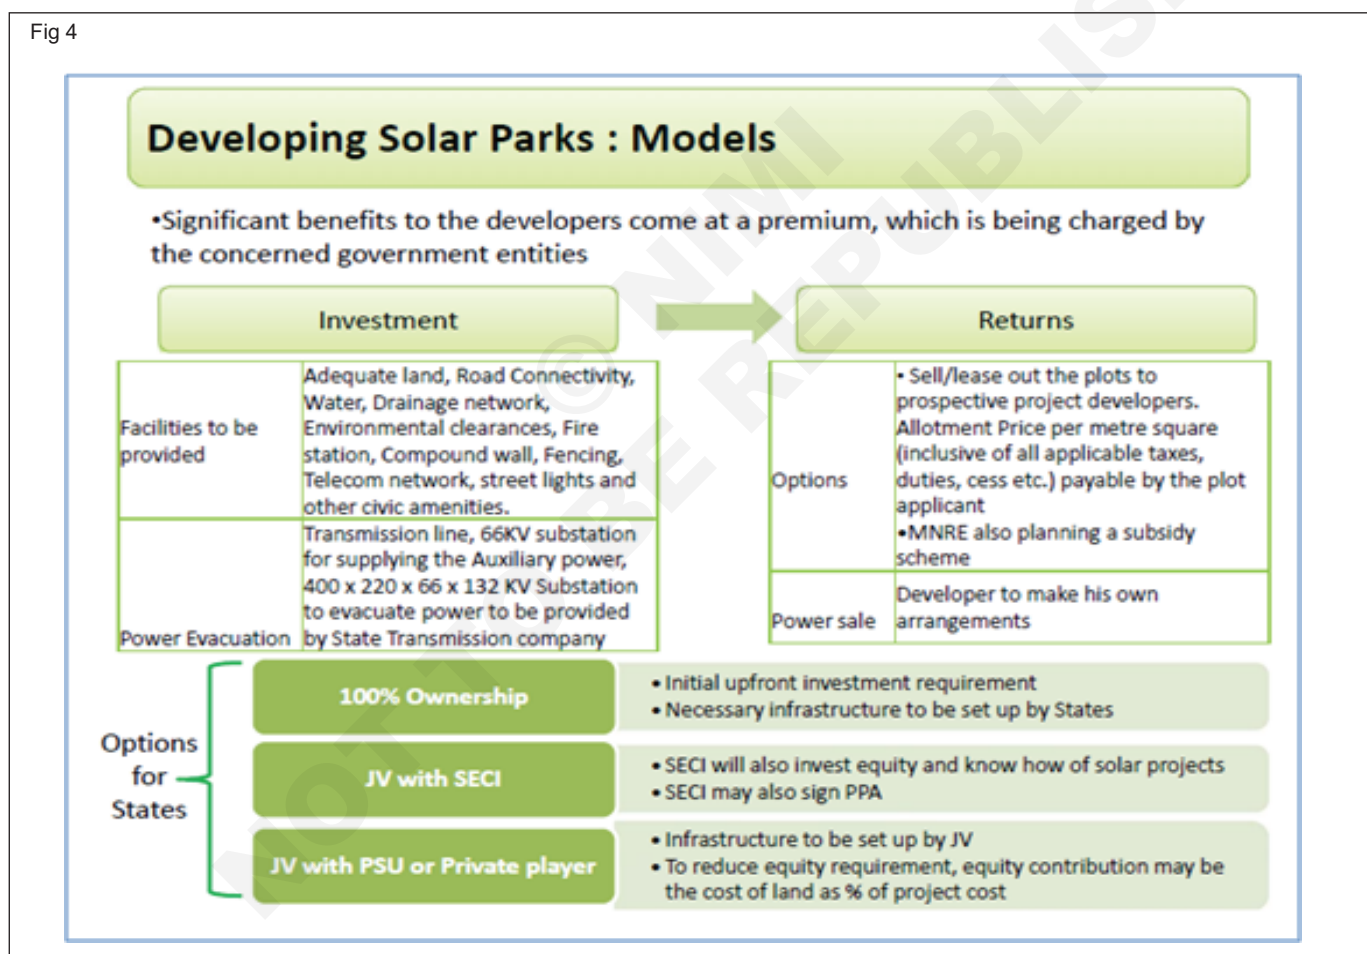 Fig 4
Developing Solar Parks : Models
•Significant benefits to the developers come at a premium, which is being charged by
the concerned government entities
Investment
Returns
Facilities to be
provided
Adequate land, Road Connectivity,
Water, Drainage network,
Environmental clearances, Fire
station, Compound wall, Fencing,
Telecom network, street lights and
other civic amenities.
Power Evacuation
Transmission line, 66KV substation
for supplying the Auxiliary power,
400 x 220 x 66 x 132 KV Substation
to evacuate power to be provided
by State Transmission company
Options
• Sell/lease out the plots to
prospective project developers.
Allotment Price per metre square
(inclusive of all applicable taxes,
duties, cess etc.) payable by the plot
applicant
•MNRE also planning a subsidy
scheme
Power sale
Developer to make his own
arrangements
Options
for
States
100% Ownership
• Initial upfront investment requirement
• Necessary infrastructure to be set up by States
JV with SECI
• SECI will also invest equity and know how of solar projects
• SECI may also sign PPA
JV with PSU or Private player
• Infrastructure to be set up by JV
• To reduce equity requirement, equity contribution may be
the cost of land as % of project cost
© NIMI
NOT TO BE REPUBLIS